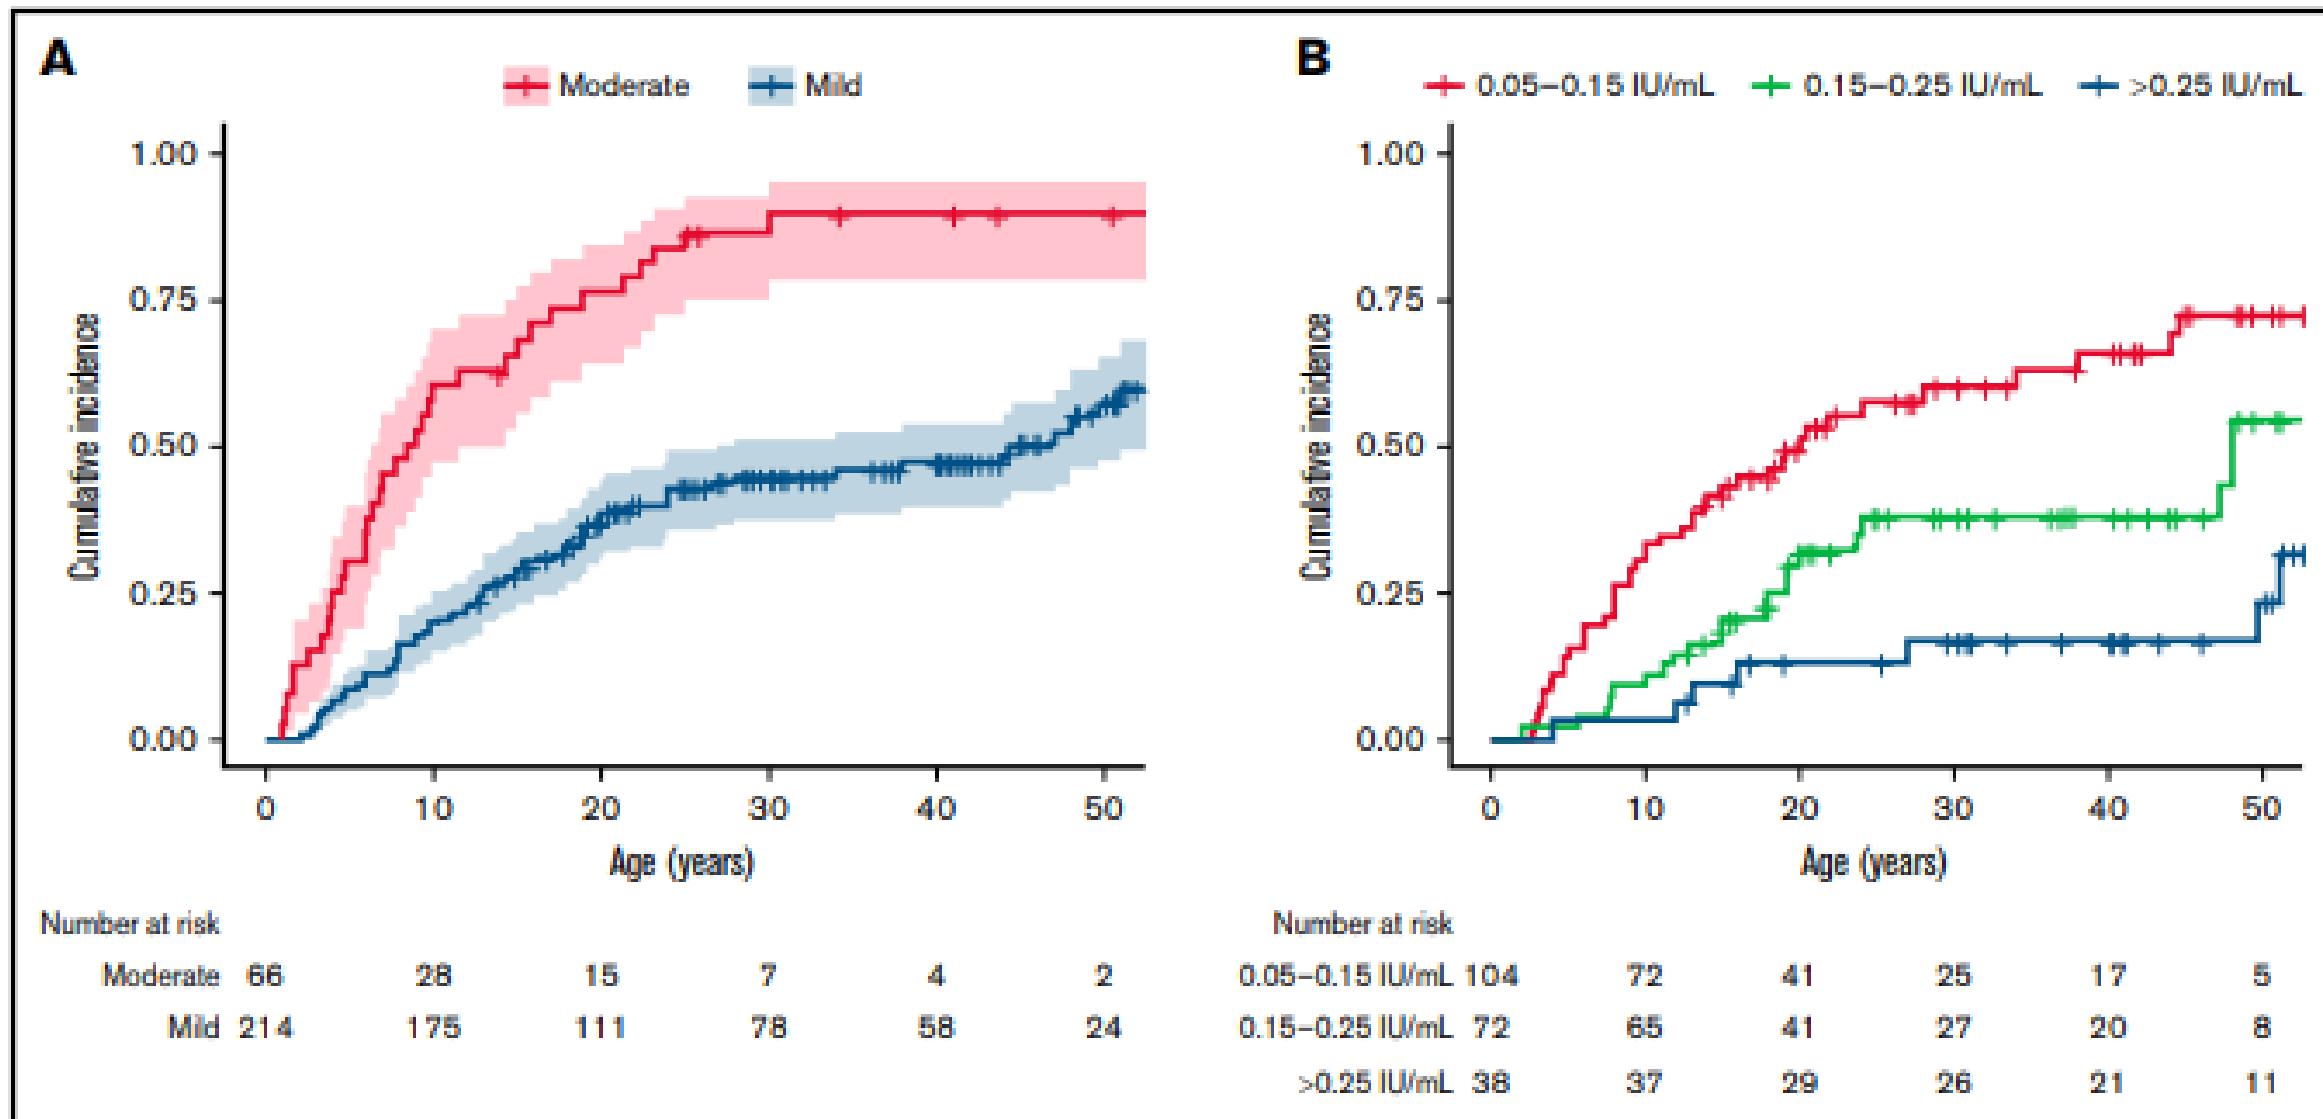 A
Moderate Mild
1.00
0.75
0.50
0.25
0.00
Cumulative incidence
0 10 20 30 40 50
Age (years)
Number at risk
Moderate 66 28 15 7 4 2
Mild 214 175 111 78 58 24
B
0.05–0.15 IU/mL 0.15–0.25 IU/mL >0.25 IU/mL
1.00
0.75
0.50
0.25
0.00
Cumulative incidence
0 10 20 30 40 50
Age (years)
Number at risk
0.05–0.15 IU/mL 104 72 41 25 17 5
0.15–0.25 IU/mL 72 65 41 27 20 8
>0.25 IU/mL 38 37 29 26 21 11